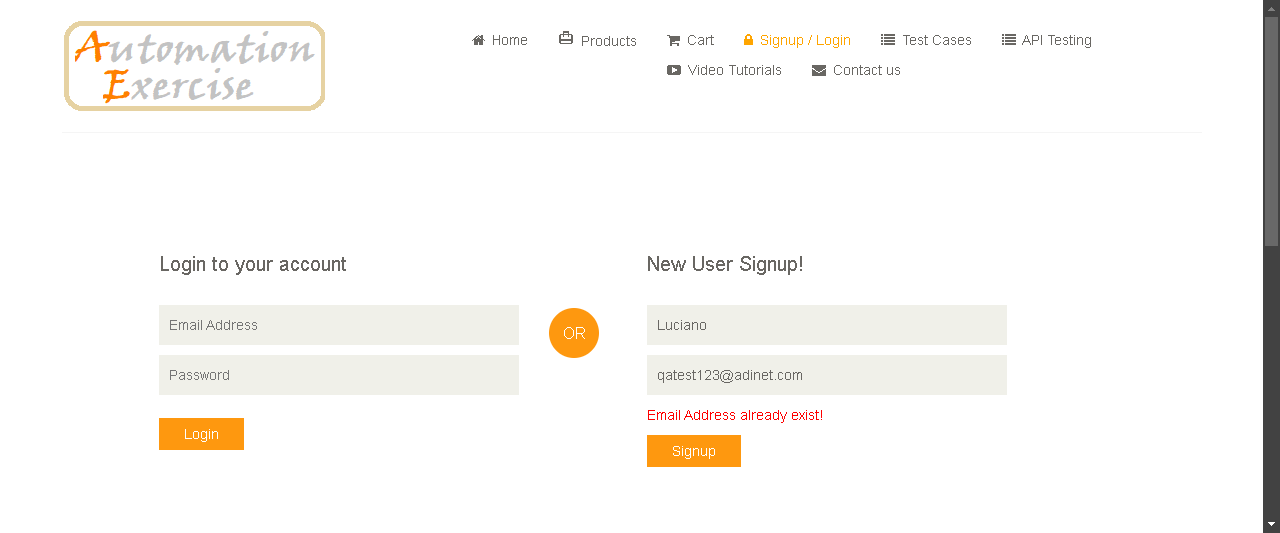 Automation Exercise
Home Products Cart Signup / Login Test Cases API Testing
Video Tutorials Contact us
Login to your account
Email Address
Password
Login
OR
New User Signup!
Luciano
qatest123@adinet.com
Email Address already exist!
Signup